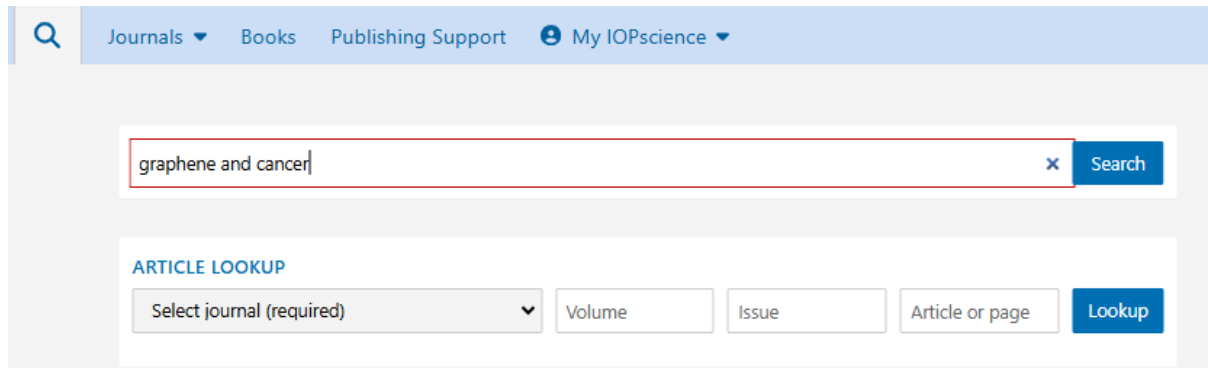 Journals Books Publishing Support My IOPscience
graphene and cancer × Search
ARTICLE LOOKUP
Select journal (required) Volume Issue Article or page Lookup